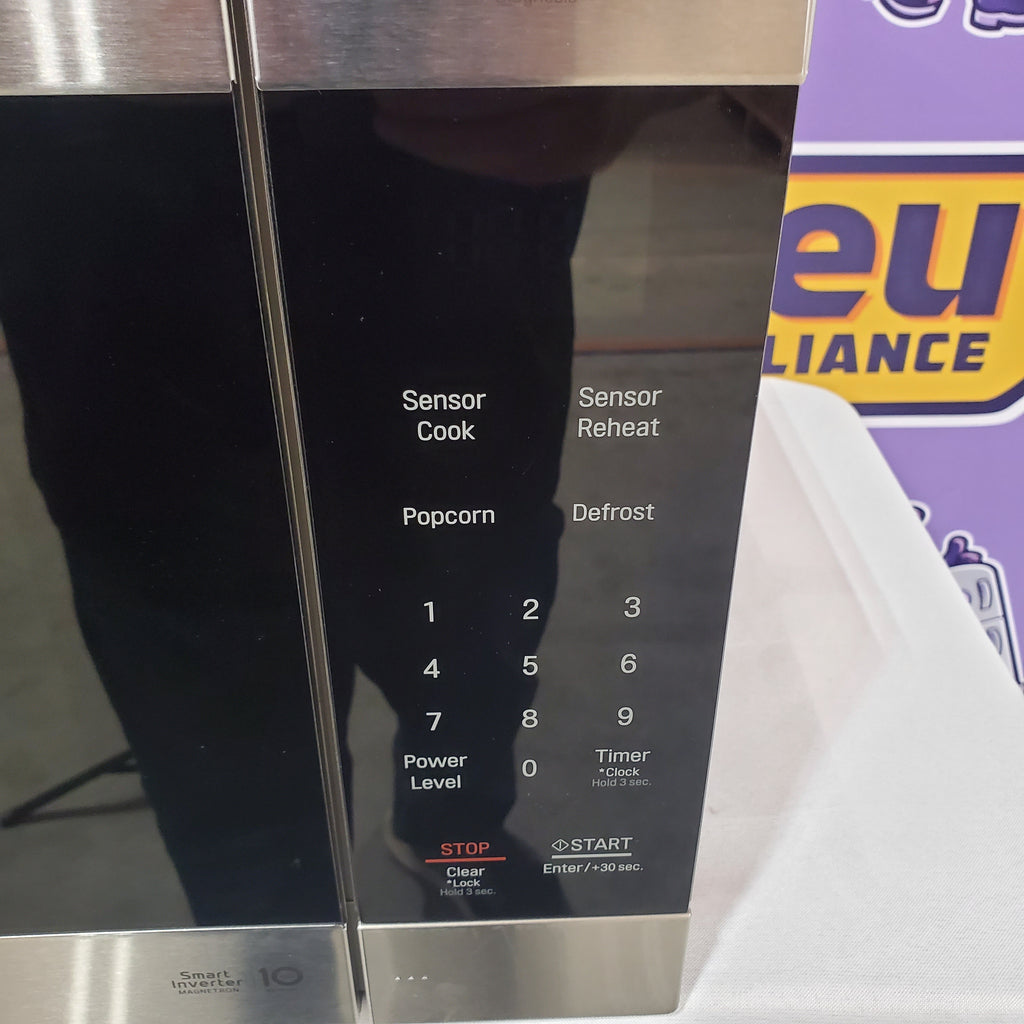 eu
LIANCE
Sensor Cook
Sensor Reheat
Popcorn
Defrost
1 2 3
4 5 6
7 8 9
Power Level
0
Timer
*Clock
Hold 3 sec.
STOP
Clear
*Lock
Hold 3 sec.
START
Enter/+30 sec.
Smart
Inverter
MAGNETRON
10